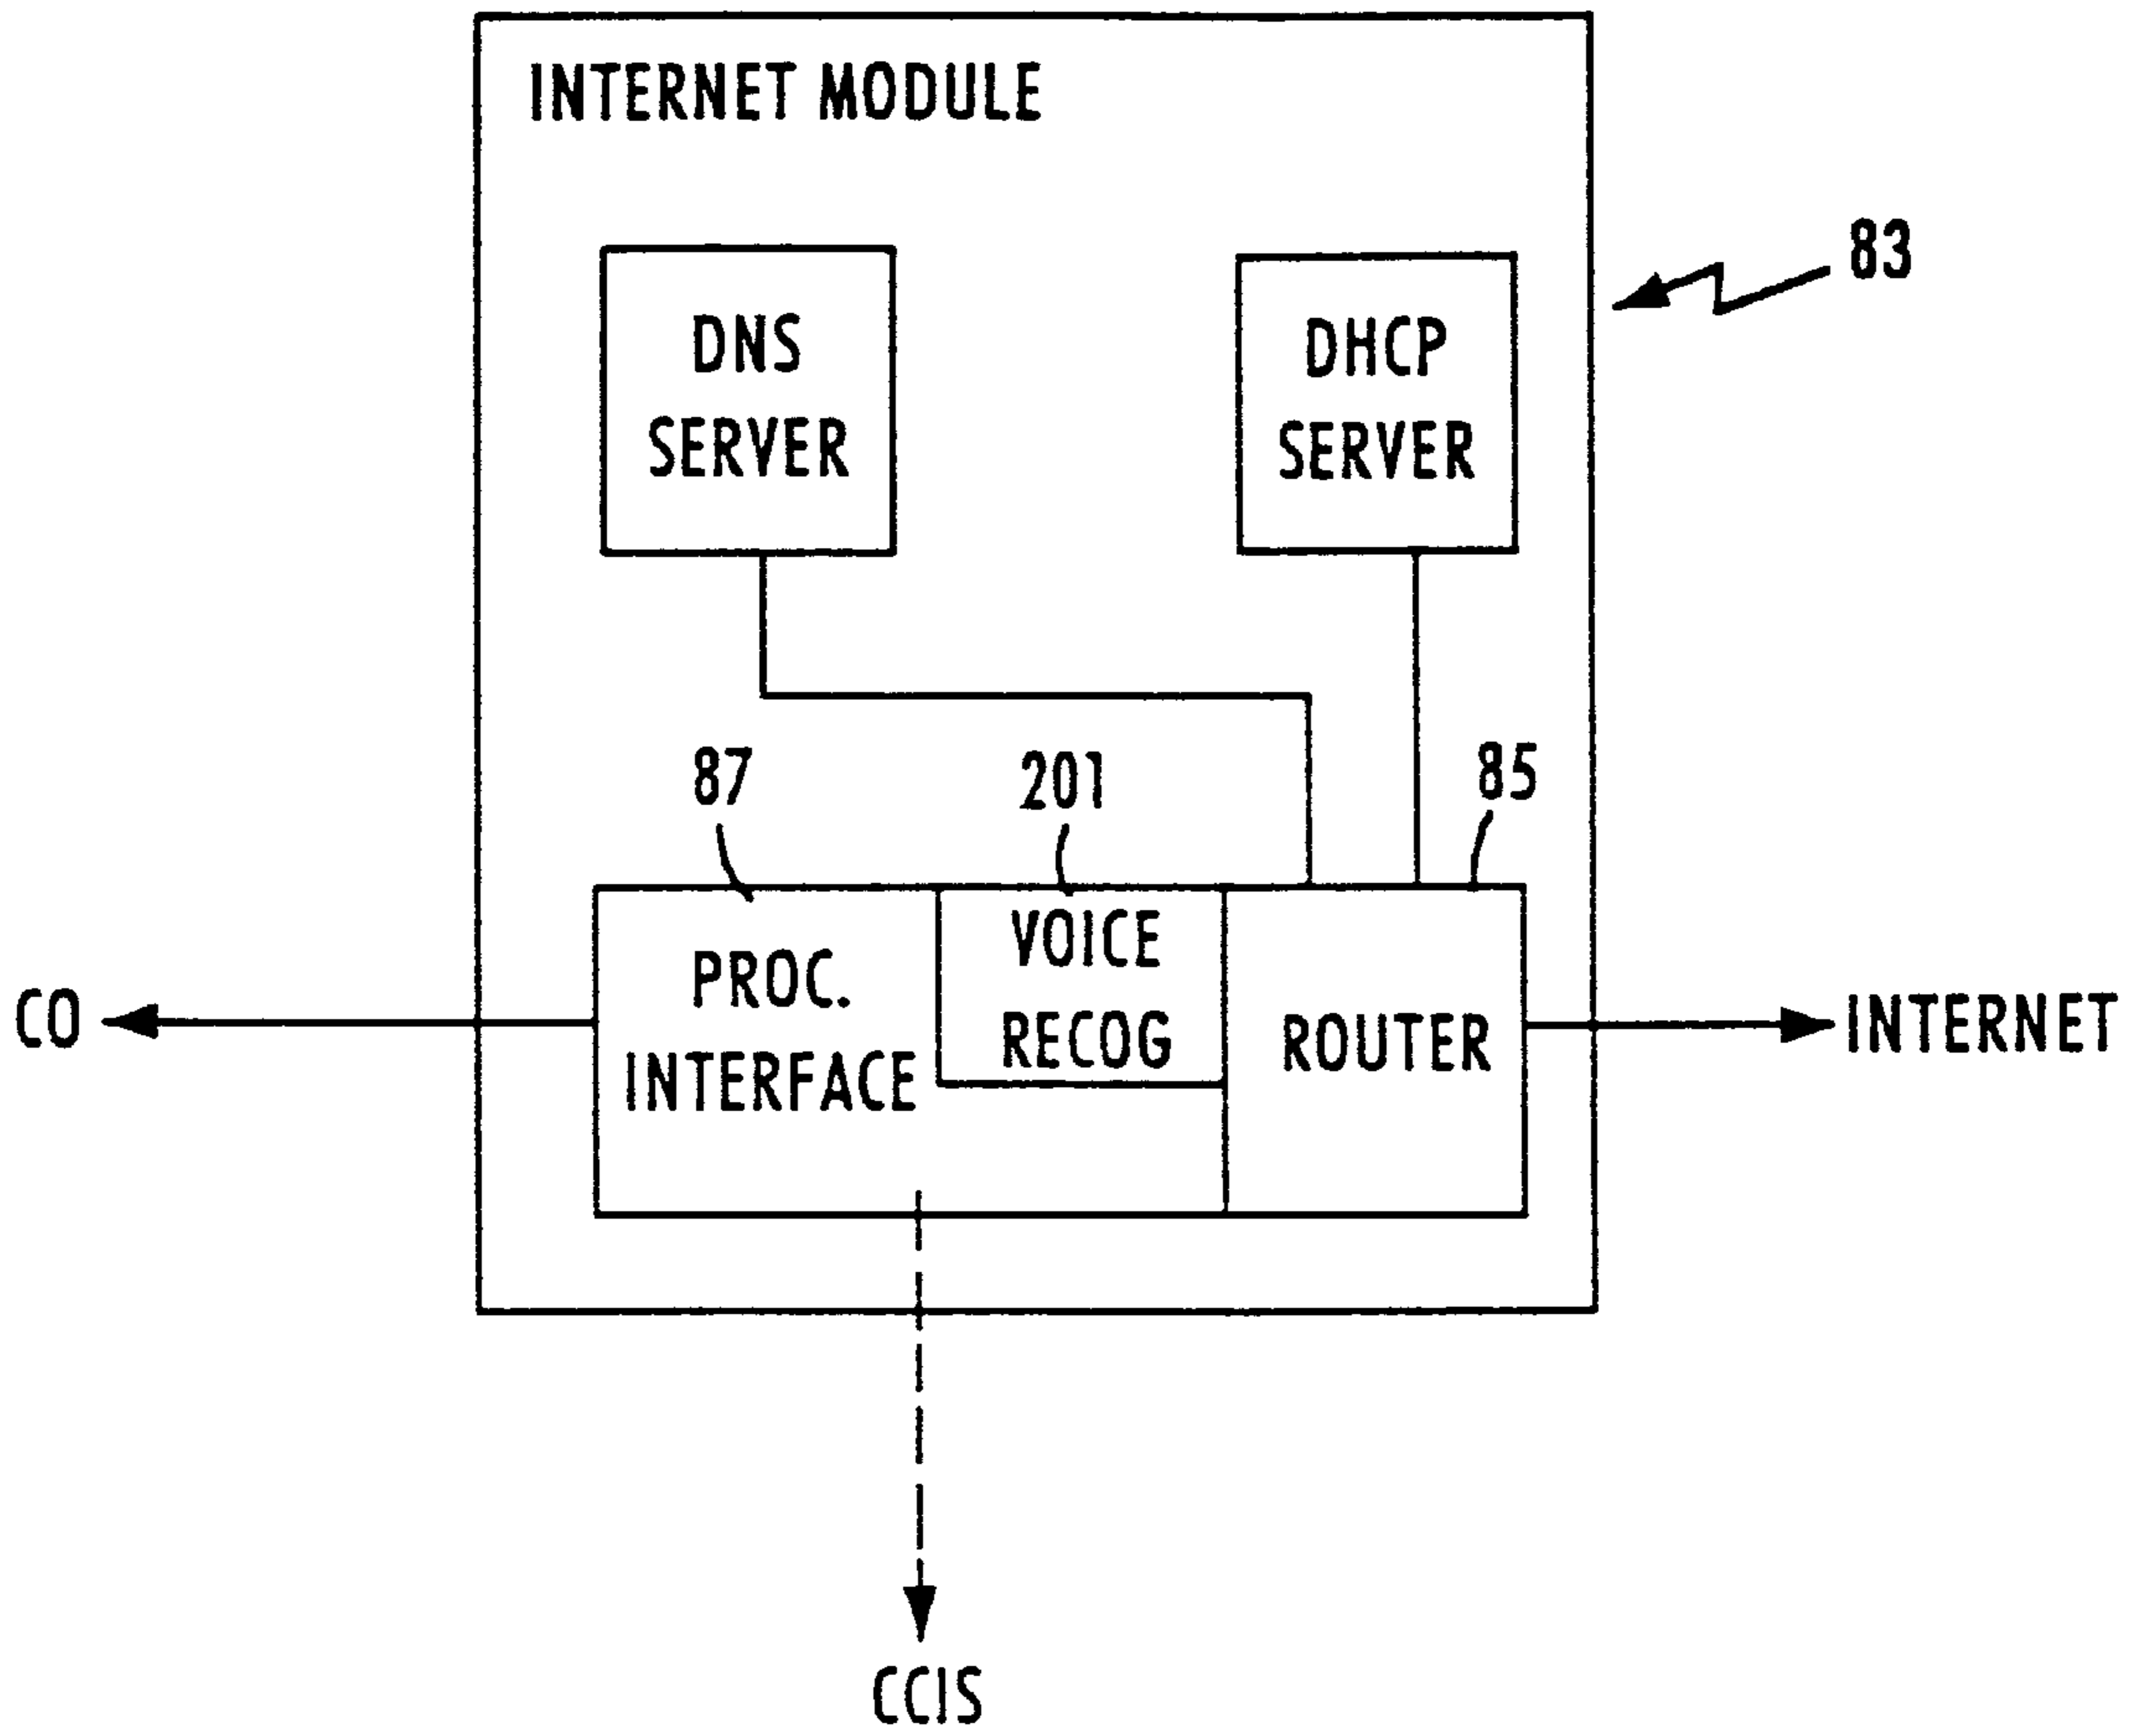 INTERNET MODULE
83
DNS
SERVER
DHCP
SERVER
87
201
85
PROC.
INTERFACE
VOICE
RECOG
ROUTER
CO
INTERNET
CCIS